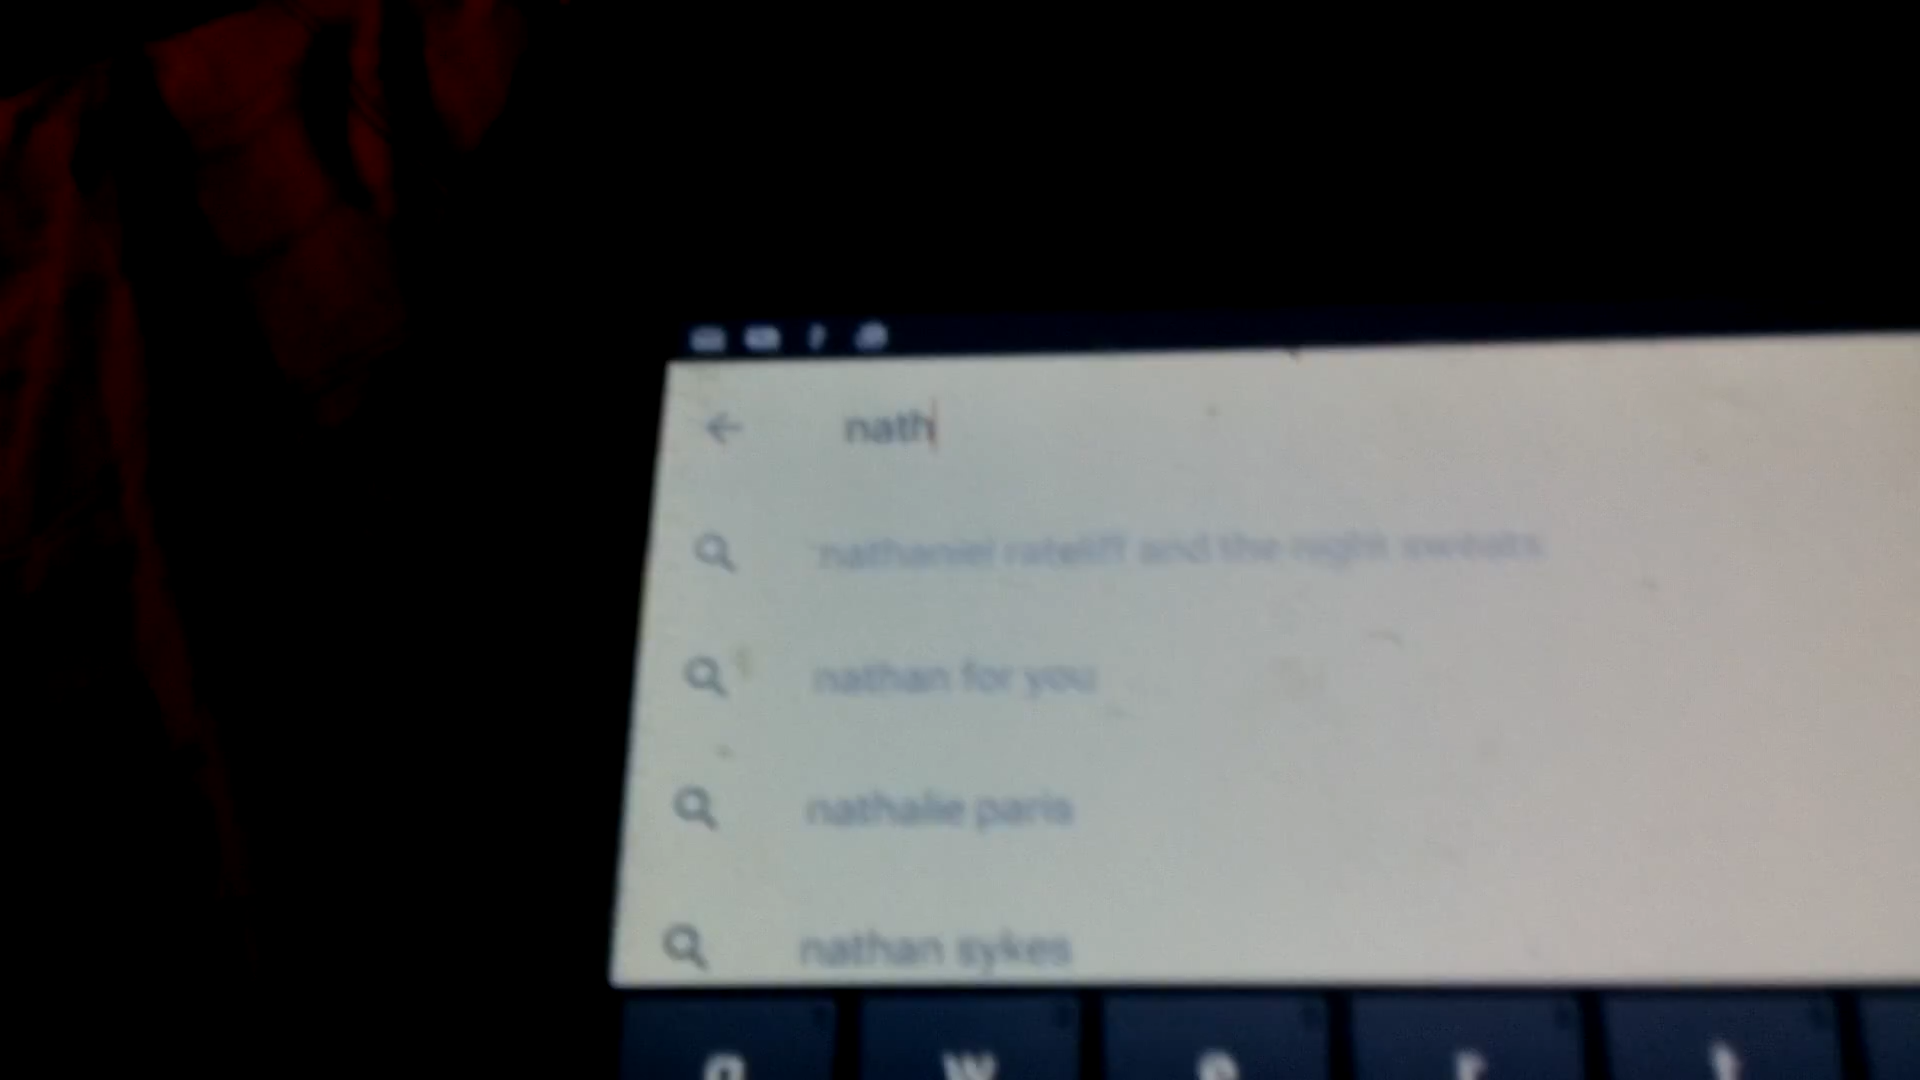 nath
nathaniel rateliff and the night sweats
nathan for you
nathalie paris
nathan sykes
q w e r t